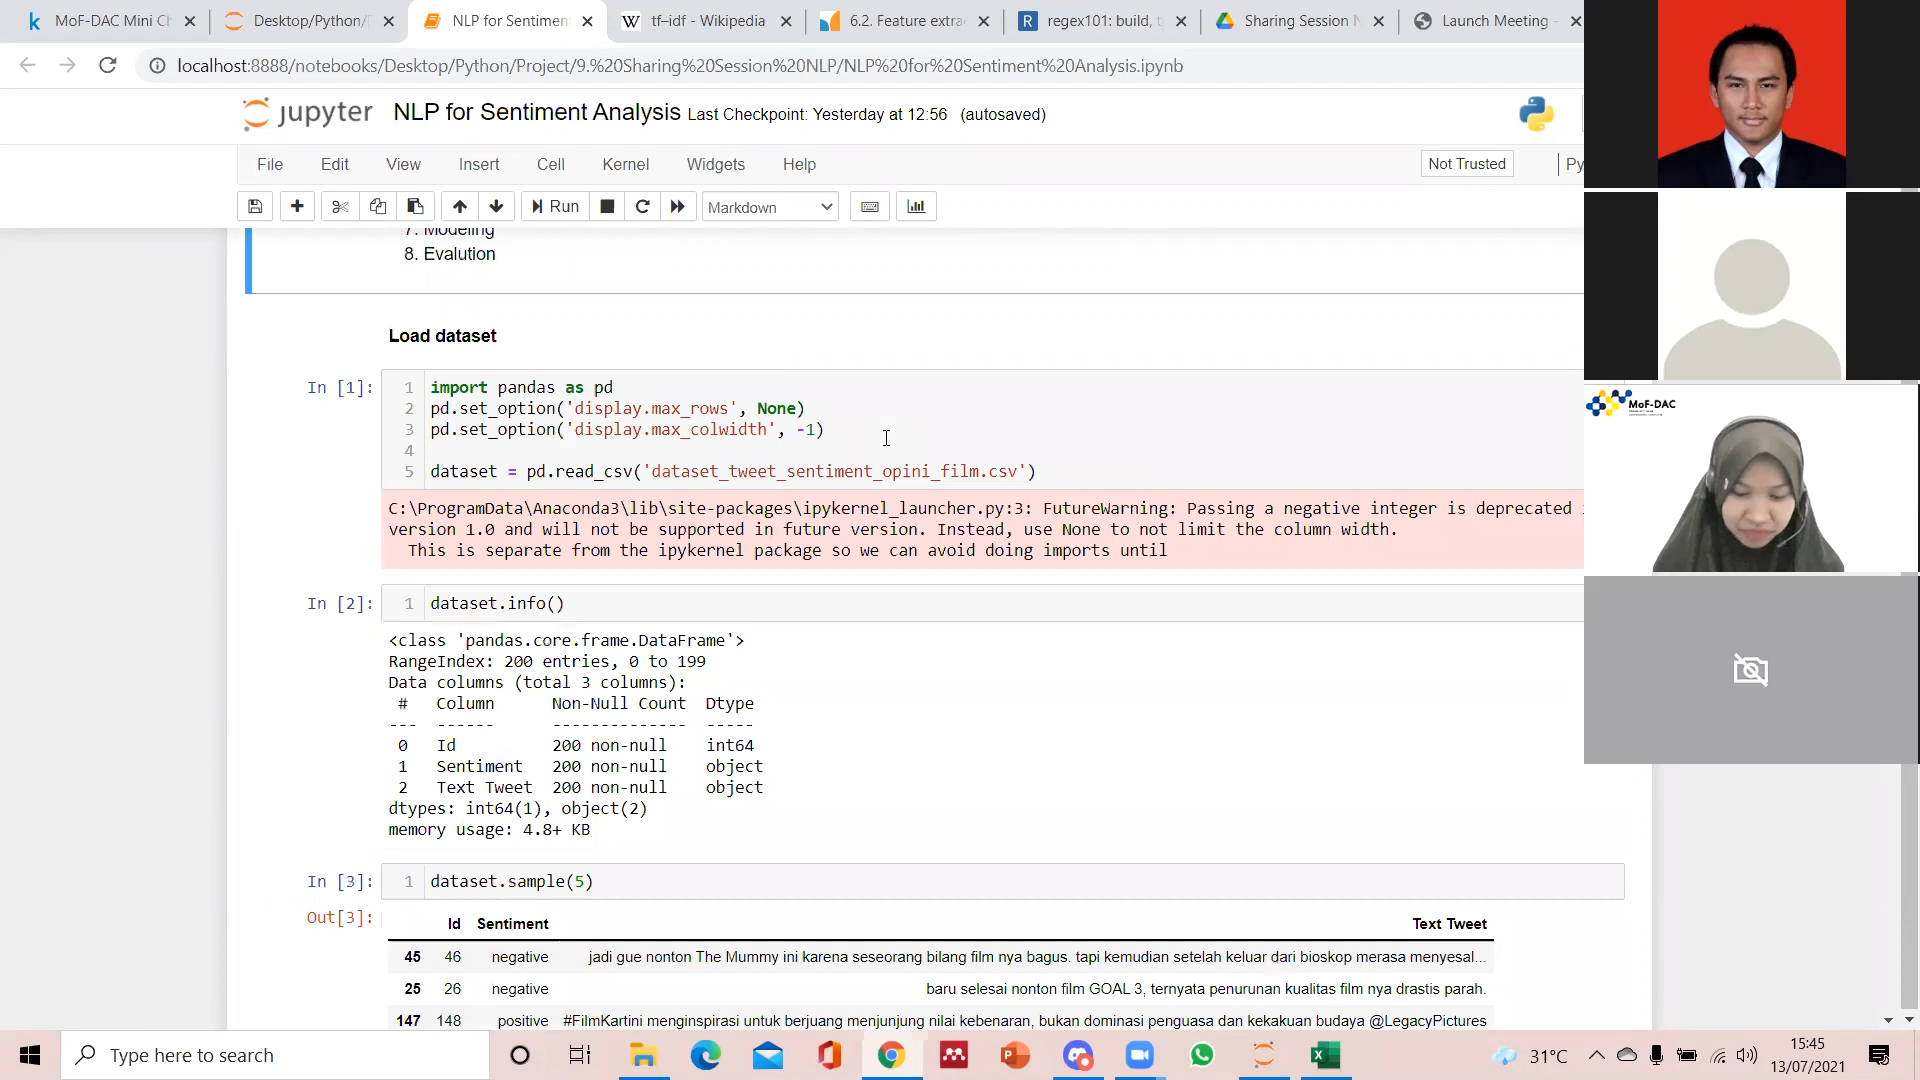 MoF-DAC Mini Ch
Desktop/Python/
NLP for Sentimen
tf–idf - Wikipedia
6.2. Feature extra
regex101: build, t
Sharing Session N
Launch Meeting -
localhost:8888/notebooks/Desktop/Python/Project/9.%20Sharing%20Session%20NLP/NLP%20for%20Sentiment%20Analysis.ipynb
jupyter NLP for Sentiment Analysis Last Checkpoint: Yesterday at 12:56 (autosaved)
File Edit View Insert Cell Kernel Widgets Help
Not Trusted
Py
Run
Markdown
7. Modeling
8. Evalution
Load dataset
In [1]:
1 import pandas as pd
2 pd.set_option('display.max_rows', None)
3 pd.set_option('display.max_colwidth', -1)
4
5 dataset = pd.read_csv('dataset_tweet_sentiment_opini_film.csv')
C:\ProgramData\Anaconda3\lib\site-packages\ipykernel_launcher.py:3: FutureWarning: Passing a negative integer is deprecated
version 1.0 and will not be supported in future version. Instead, use None to not limit the column width.
This is separate from the ipykernel package so we can avoid doing imports until
In [2]:
1 dataset.info()
<class 'pandas.core.frame.DataFrame'>
RangeIndex: 200 entries, 0 to 199
Data columns (total 3 columns):
# Column Non-Null Count Dtype
--- ------ -------------- -----
0 Id 200 non-null int64
1 Sentiment 200 non-null object
2 Text Tweet 200 non-null object
dtypes: int64(1), object(2)
memory usage: 4.8+ KB
In [3]:
1 dataset.sample(5)
Out[3]:
Id Sentiment Text Tweet
45 46 negative jadi gue nonton The Mummy ini karena seseorang bilang film nya bagus. tapi kemudian setelah keluar dari bioskop merasa menyesal...
25 26 negative baru selesai nonton film GOAL 3, ternyata penurunan kualitas film nya drastis parah.
147 148 positive #FilmKartini menginspirasi untuk berjuang menjunjung nilai kebenaran, bukan dominasi penguasa dan kekakuan budaya @LegacyPictures
MoF-DAC
Type here to search
31°C
15:45
13/07/2021